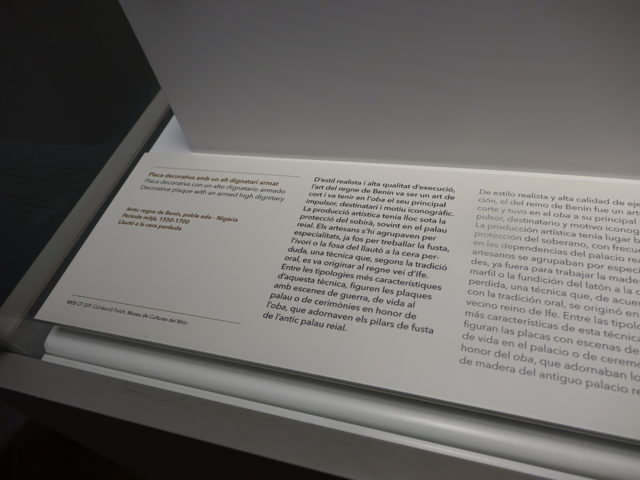 Placa decorativa amb un alt dignatari armat
Placa decorativa con un alto dignatario armado
Decorative plaque with an armed high dignitary
Antic regne de Benín, poble edo - Nigèria
Període mitjà, 1550-1700
Llautó a la cera perduda
MEB CF Col·lecció Folch. Museu de Cultures del Món
D'estil realista i alta qualitat d'execució,
l'art del regne de Benín va ser un art de
cort i va tenir en l'oba el seu principal
impulsor, destinatari i motiu iconogràfic.
La producció artística tenia lloc sota la
protecció del sobirà, sovint en el palau
reial. Els artesans s'hi agrupaven per
especialitats, ja fos per treballar la fusta,
l'ivori o la fosa del llautó a la cera per-
duda, una tècnica que, segons la tradició
oral, es va originar al regne veí d'Ife.
Entre les tipologies més característiques
d'aquesta tècnica, figuren les plaques
amb escenes de guerra, de vida al
palau o de cerimònies en honor de
l'oba, que adornaven els pilars de fusta
de l'antic palau reial.
De estilo realista y alta calidad de eje
ción, el del reino de Benín fue un art
corte y tuvo en el oba a su principal
pulsor, destinatario y motivo iconogr
La producción artística tenía lugar b
protección del soberano, con frecu
en las dependencias del palacio rea
artesanos se agrupaban por especi
des, ya fuera para trabajar la made
marfil o la fundición del latón a la c
perdida, una técnica que, de acue
con la tradición oral, se originó en
vecino reino de Ife. Entre las tipol
más características de esta técnica
figuran las placas con escenas de
de vida en el palacio o de ceremo
honor del oba, que adornaban lo
de madera del antiguo palacio re